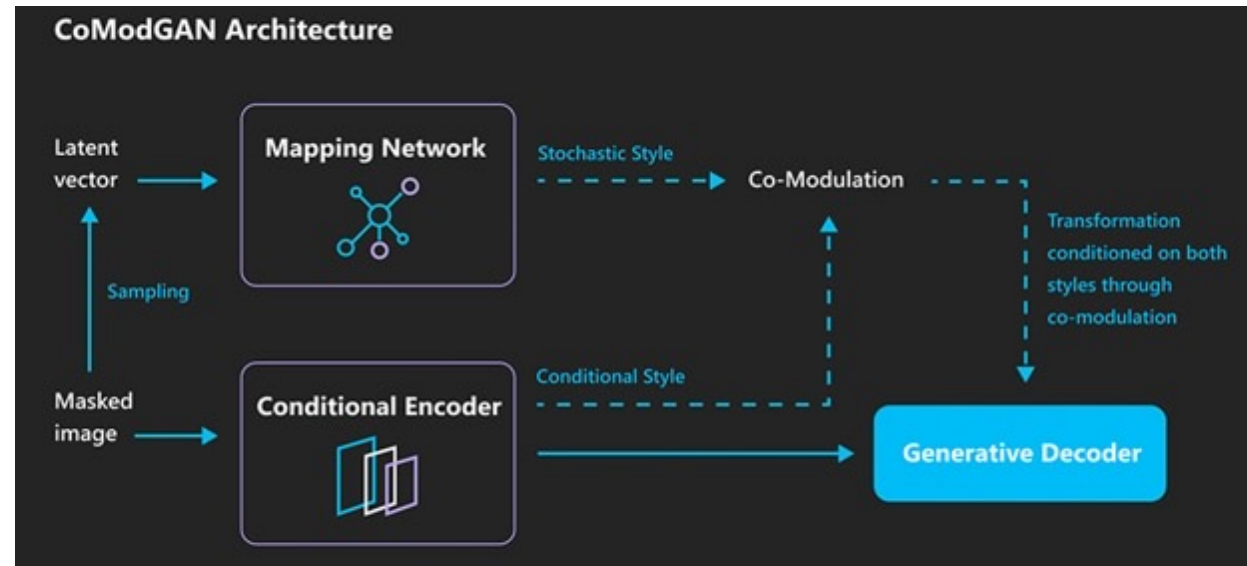 CoModGAN Architecture
Latent
vector
Mapping Network
Stochastic Style
Co-Modulation
Transformation
conditioned on both
styles through
co-modulation
Sampling
Masked
image
Conditional Encoder
Conditional Style
Generative Decoder